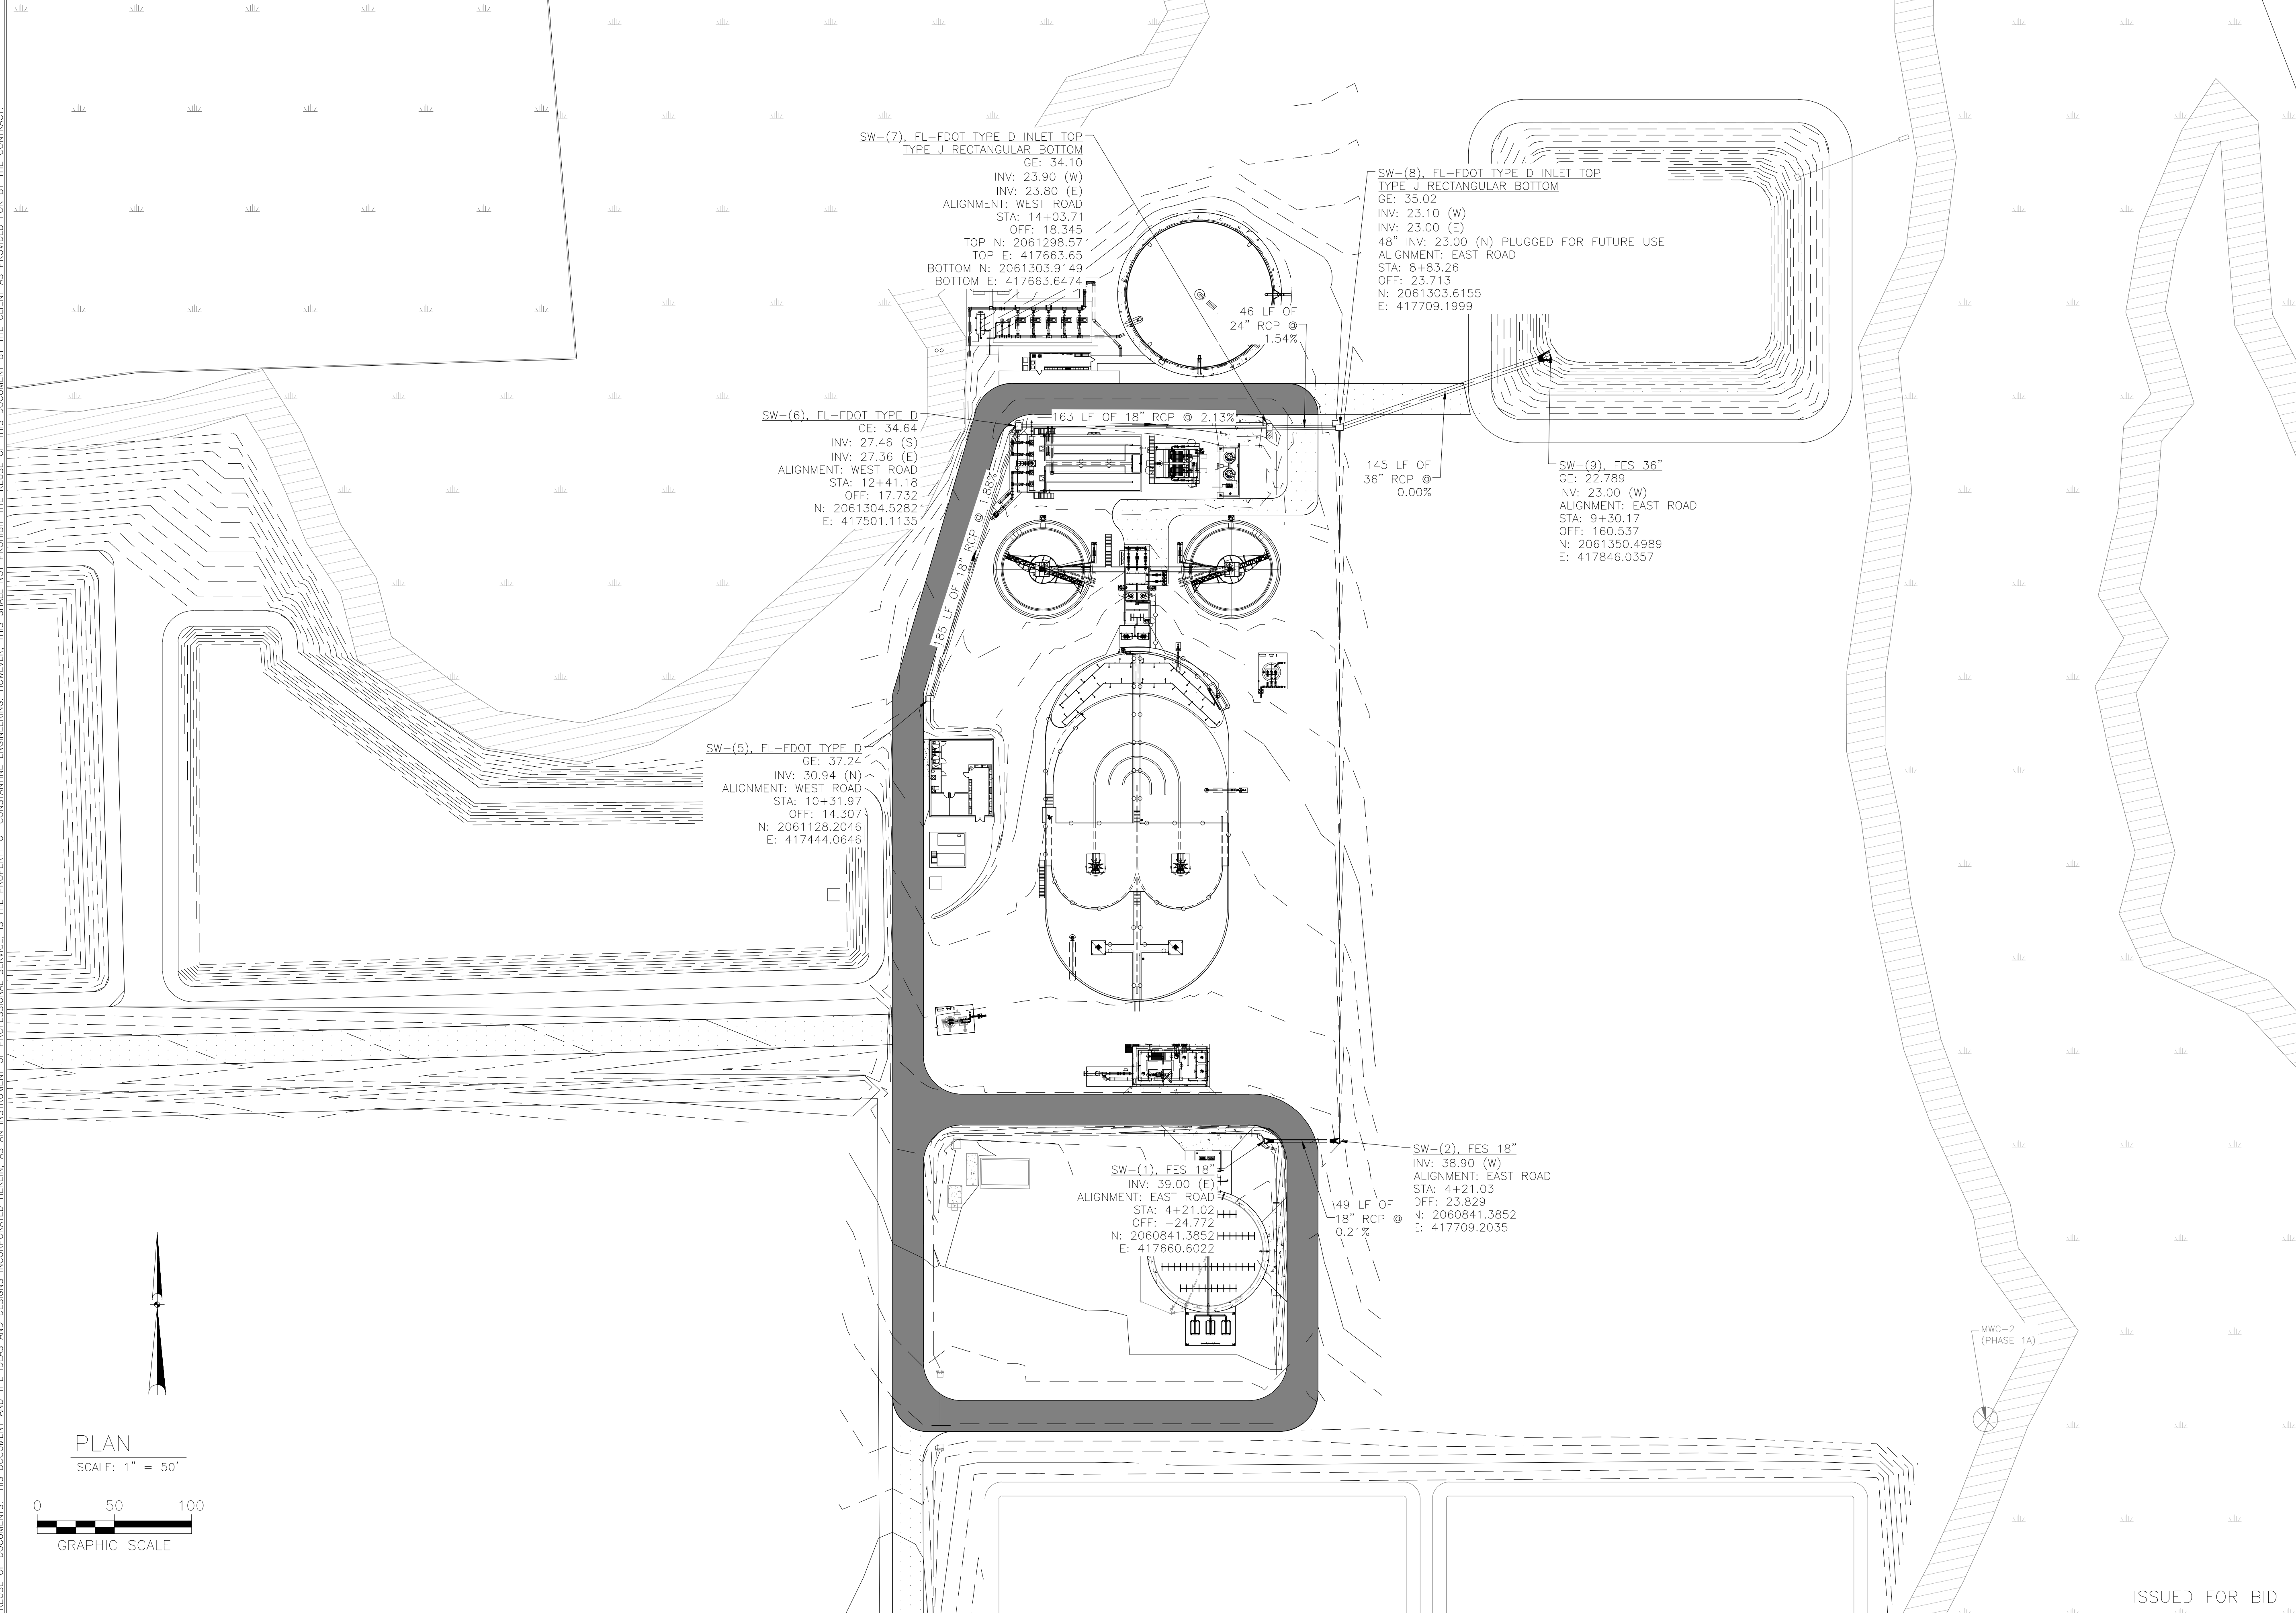 SW-(7), FL-FDOT TYPE D INLET TOP
TYPE J RECTANGULAR BOTTOM
GE: 34.10
INV: 23.90 (W)
INV: 23.80 (E)
ALIGNMENT: WEST ROAD
STA: 14+03.71
OFF: 18.345
TOP N: 2061298.57
TOP E: 417663.65
BOTTOM N: 2061303.9149
BOTTOM E: 417663.6474
SW-(8), FL-FDOT TYPE D INLET TOP
TYPE J RECTANGULAR BOTTOM
GE: 35.02
INV: 23.10 (W)
INV: 23.00 (E)
48" INV: 23.00 (N) PLUGGED FOR FUTURE USE
ALIGNMENT: EAST ROAD
STA: 8+83.26
OFF: 23.713
N: 2061303.6155
E: 417709.1999
46 LF OF
24" RCP @
1.54%
163 LF OF 18" RCP @ 2.13%
SW-(6), FL-FDOT TYPE D
GE: 34.64
INV: 27.46 (S)
INV: 27.36 (E)
ALIGNMENT: WEST ROAD
STA: 12+41.18
OFF: 17.732
N: 2061304.5282
E: 417501.1135
145 LF OF
36" RCP @
0.00%
SW-(9), FES 36"
GE: 22.789
INV: 23.00 (W)
ALIGNMENT: EAST ROAD
STA: 9+30.17
OFF: 160.537
N: 2061350.4989
E: 417846.0357
185 LF OF 18" RCP @ 1.88%
SW-(5), FL-FDOT TYPE D
GE: 37.24
INV: 30.94 (N)
ALIGNMENT: WEST ROAD
STA: 10+31.97
OFF: 14.307
N: 2061128.2046
E: 417444.0646
SW-(1), FES 18"
INV: 39.00 (E)
ALIGNMENT: EAST ROAD
STA: 4+21.02
OFF: -24.772
N: 2060841.3852
E: 417660.6022
SW-(2), FES 18"
INV: 38.90 (W)
ALIGNMENT: EAST ROAD
STA: 4+21.03
OFF: 23.829
N: 2060841.3852
E: 417709.2035
49 LF OF
18" RCP @
0.21%
MWC-2
(PHASE 1A)
PLAN
SCALE: 1" = 50'
0 50 100
GRAPHIC SCALE
ISSUED FOR BID